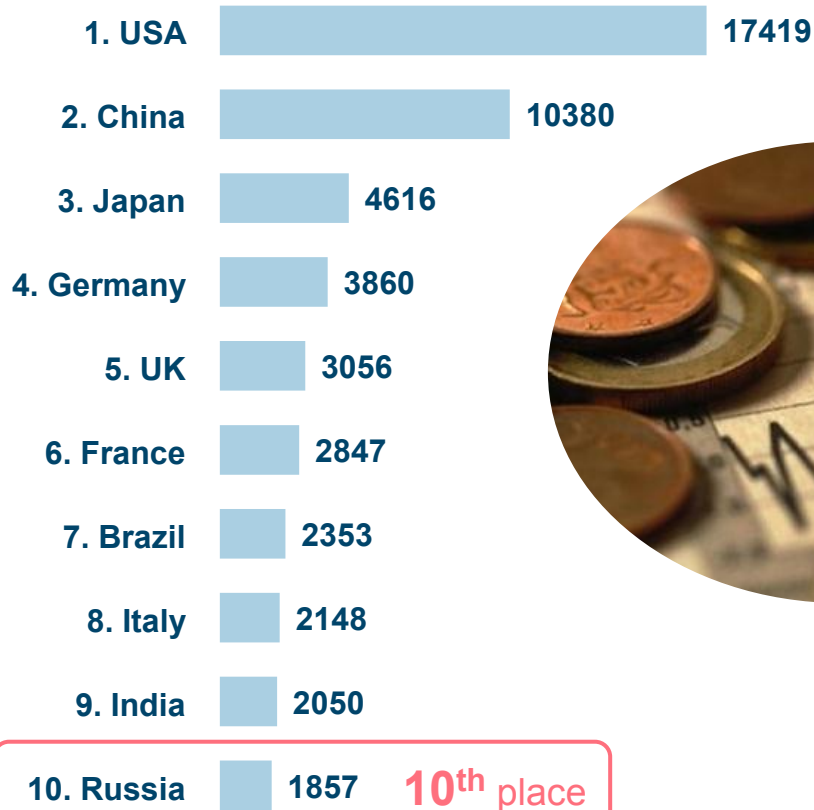 1. USA 17419
2. China 10380
3. Japan 4616
4. Germany 3860
5. UK 3056
6. France 2847
7. Brazil 2353
8. Italy 2148
9. India 2050
10. Russia 1857 10th place